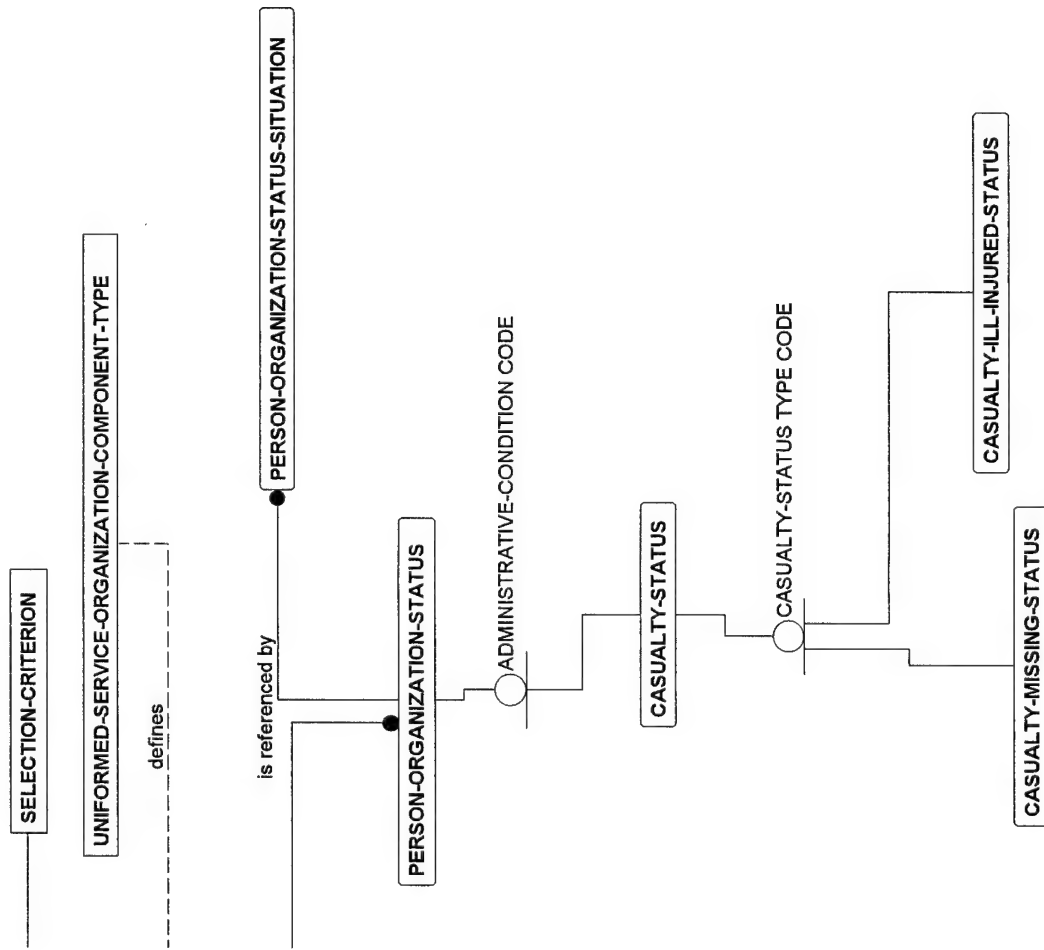 SELECTION-CRITERION
UNIFORMED-SERVICE-ORGANIZATION-COMPONENT-TYPE
defines
is referenced by
PERSON-ORGANIZATION-STATUS-SITUATION
PERSON-ORGANIZATION-STATUS
ADMINISTRATIVE-CONDITION CODE
CASUALTY-STATUS
CASUALTY-STATUS TYPE CODE
CASUALTY-ILL-INJURED-STATUS
CASUALTY-MISSING-STATUS